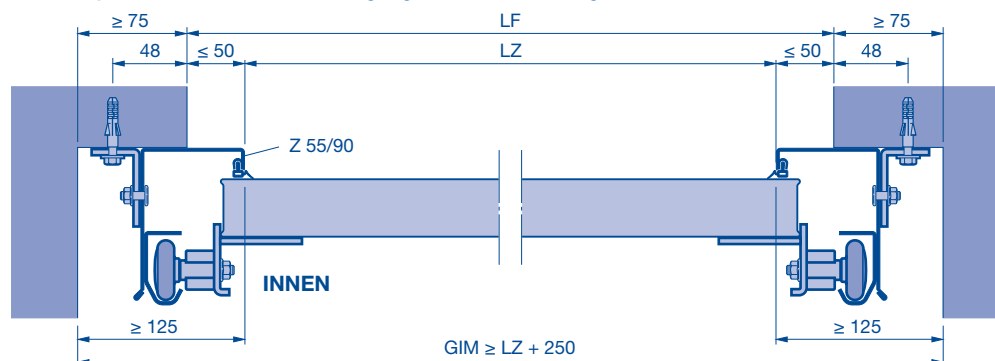 ≥ 75 LF ≥ 75
48 ≤ 50 LZ ≤ 50 48
Z 55/90
INNEN
≥ 125 ≥ 125
GIM ≥ LZ + 250